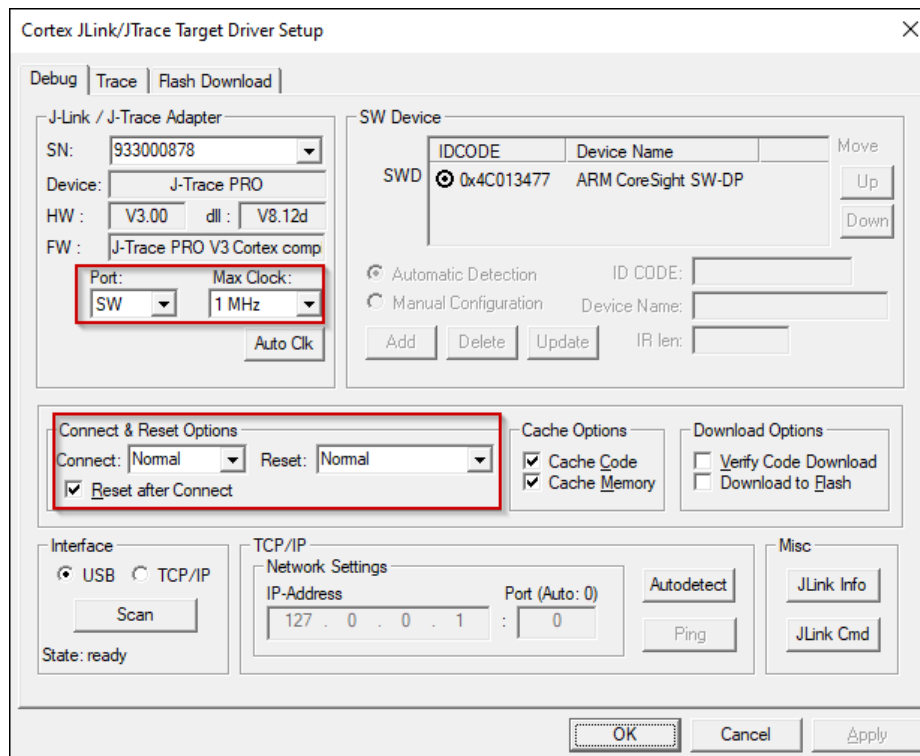 Cortex JLink/JTrace Target Driver Setup
Debug Trace Flash Download
J-Link / J-Trace Adapter
SN: 933000878
Device: J-Trace PRO
HW : V3.00 dll : V8.12d
FW : J-Trace PRO V3 Cortex comp
Port: Max Clock:
SW 1 MHz
Auto Clk
SW Device
IDCODE Device Name Move
SWD 0x4C013477 ARM CoreSight SW-DP Up
Down
Automatic Detection ID CODE:
Manual Configuration Device Name:
Add Delete Update IR len:
Connect & Reset Options
Connect: Normal Reset: Normal
Reset after Connect
Cache Options
Cache Code
Cache Memory
Download Options
Verify Code Download
Download to Flash
Interface
USB TCP/IP
Scan
State: ready
TCP/IP
Network Settings
IP-Address Port (Auto: 0)
127 . 0 . 0 . 1 : 0
Autodetect
Ping
Misc
JLink Info
JLink Cmd
OK Cancel Apply